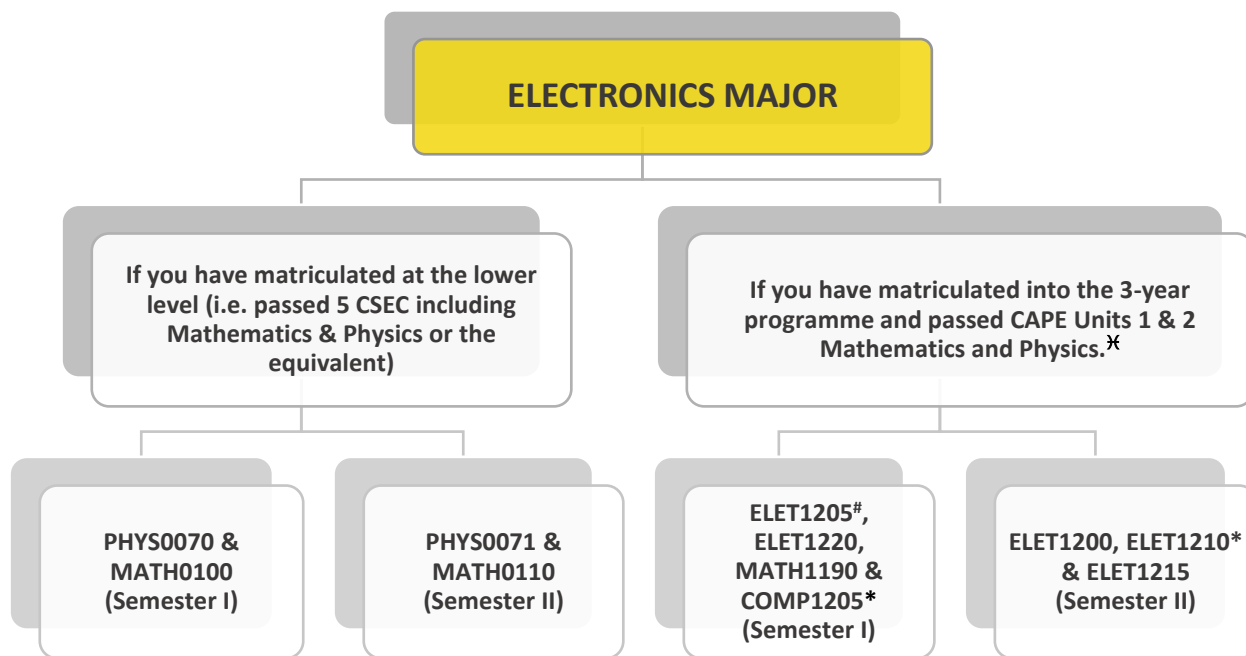 ELECTRONICS MAJOR
If you have matriculated at the lower
level (i.e. passed 5 CSEC including
Mathematics & Physics or the
equivalent)
If you have matriculated into the 3-year
programme and passed CAPE Units 1 & 2
Mathematics and Physics.ӿ
PHYS0070 &
MATH0100
(Semester I)
PHYS0071 &
MATH0110
(Semester II)
ELET1205#,
ELET1220,
MATH1190 &
COMP1205*
(Semester I)
ELET1200, ELET1210*
& ELET1215
(Semester II)